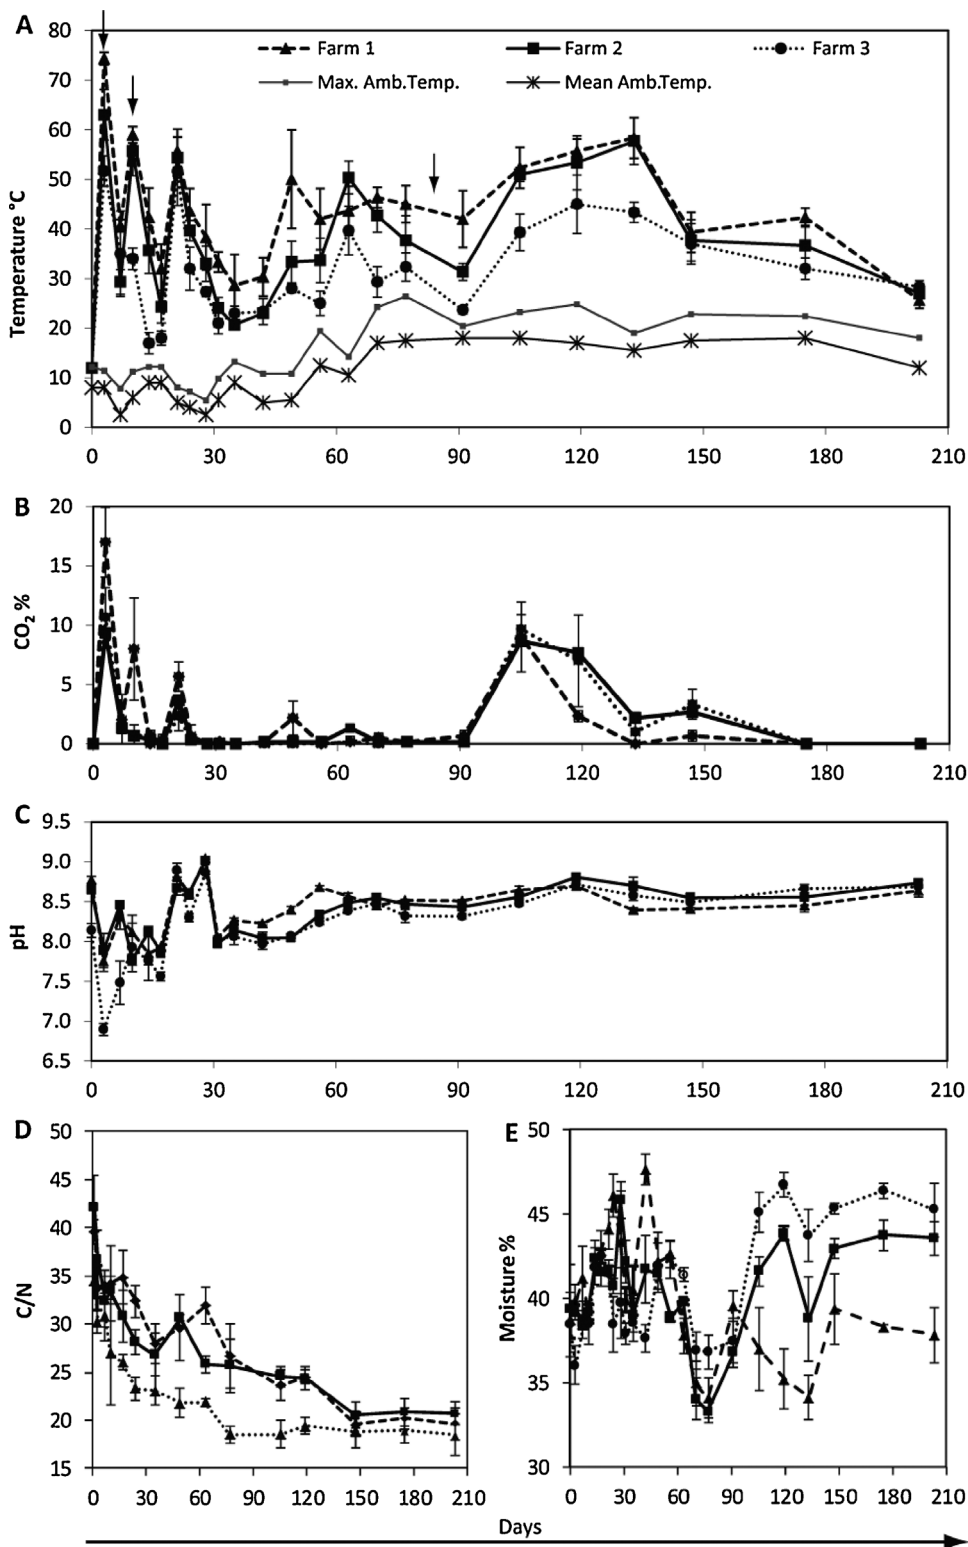 A
80
70
60
50
40
30
20
10
0
Temperature °C
Farm 1 Farm 2 Farm 3
Max. Amb.Temp. Mean Amb.Temp.
0 30 60 90 120 150 180 210
B
20
15
10
5
0
CO₂ %
0 30 60 90 120 150 180 210
C
9.5
9.0
8.5
8.0
7.5
7.0
6.5
pH
0 30 60 90 120 150 180 210
D
50
45
40
35
30
25
20
15
C/N
0 30 60 90 120 150 180 210
E
50
45
40
35
30
Moisture %
0 30 60 90 120 150 180 210
Days